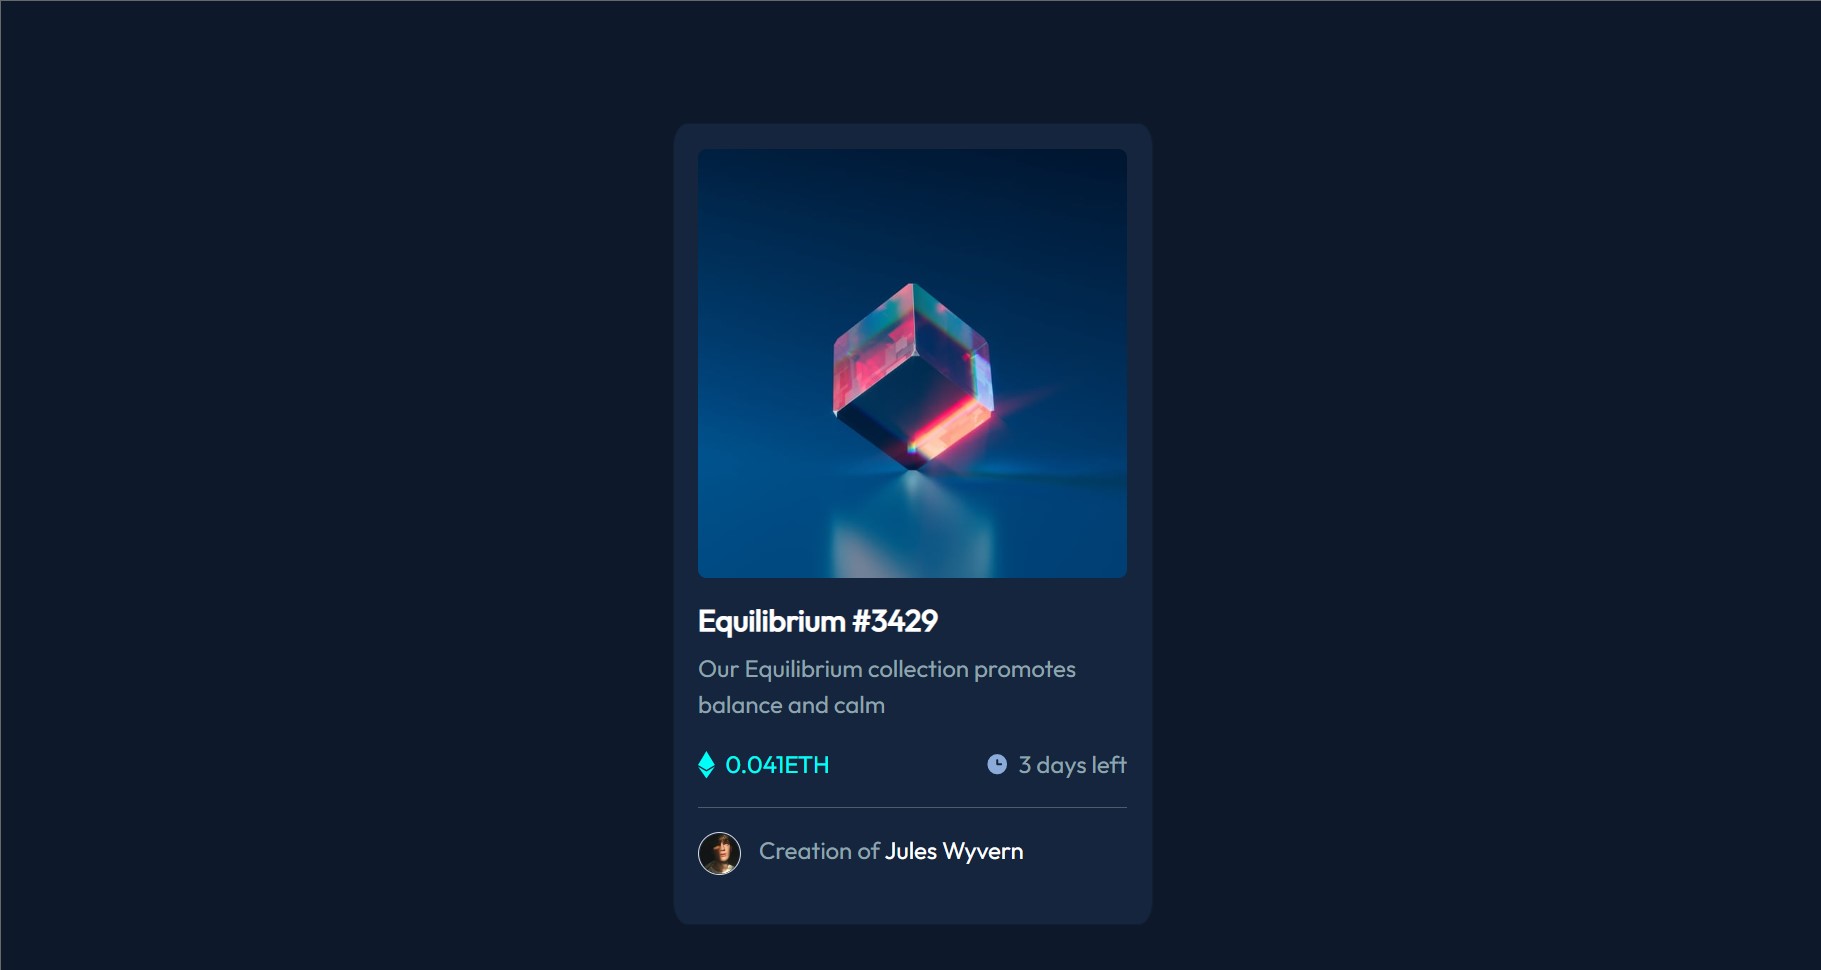 Equilibrium #3429
Our Equilibrium collection promotes
balance and calm
0.041ETH
3 days left
Creation of Jules Wyvern